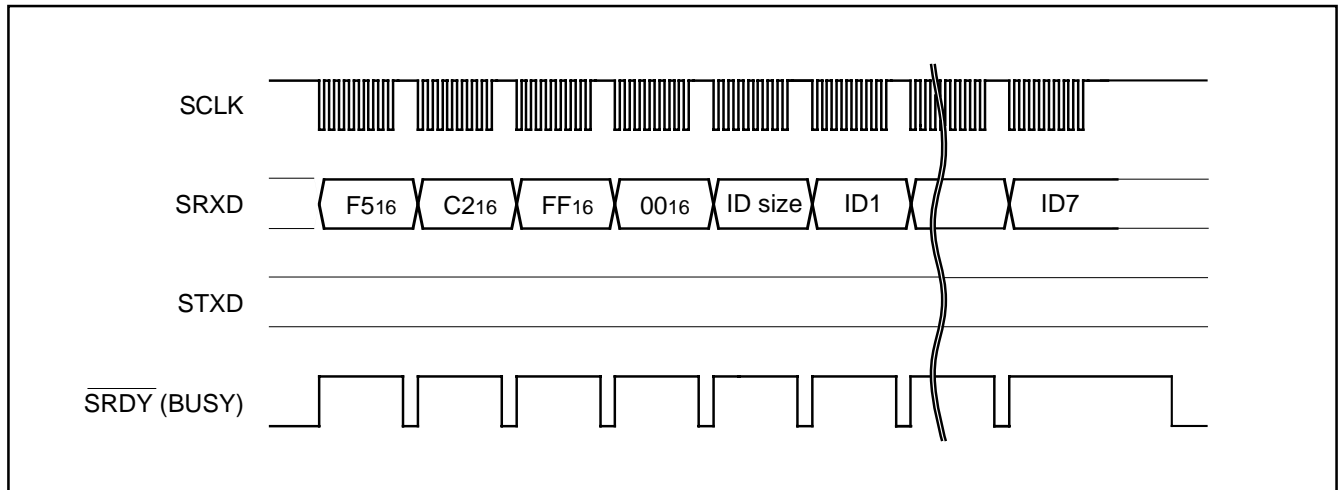 SCLK
SRXD
F516 C216 FF16 0016 ID size ID1 ID7
STXD
SRDY (BUSY)